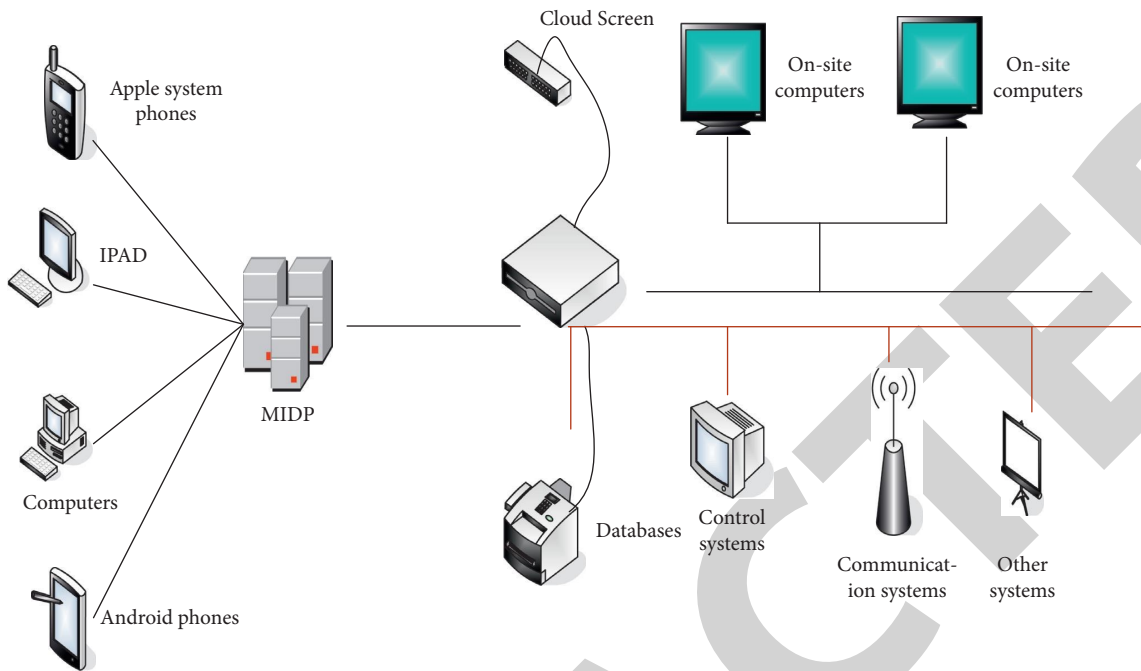 Cloud Screen
Apple system
phones
On-site
computers
On-site
computers
IPAD
MIDP
Computers
Databases
Control
systems
Communicat-
ion systems
Other
systems
Android phones